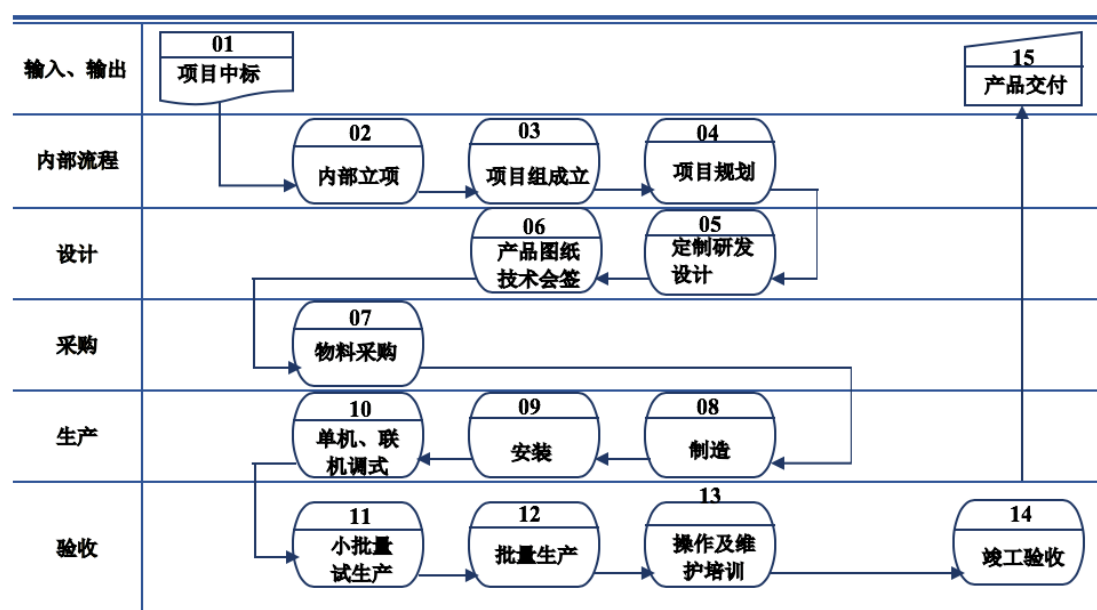 输入、输出
01
项目中标
15
产品交付
内部流程
02
内部立项
03
项目组成立
04
项目规划
设计
06
产品图纸
技术会签
05
定制研发
设计
采购
07
物料采购
生产
10
单机、联
机调式
09
安装
08
制造
验收
11
小批量
试生产
12
批量生产
13
操作及维
护培训
14
竣工验收